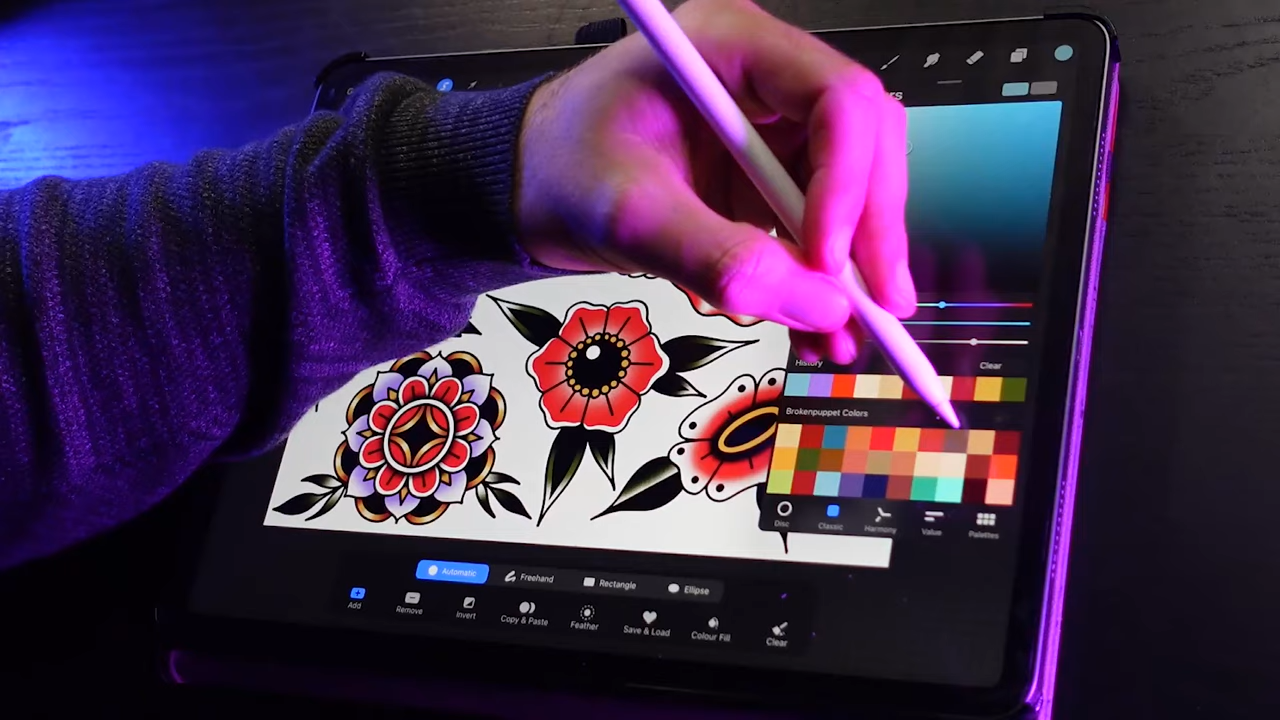 History
Clear
Brokenpuppet Colors
Disc
Classic
Harmony
Value
Palettes
Automatic
Freehand
Rectangle
Ellipse
Add
Remove
Invert
Copy & Paste
Feather
Save & Load
Colour Fill
Clear